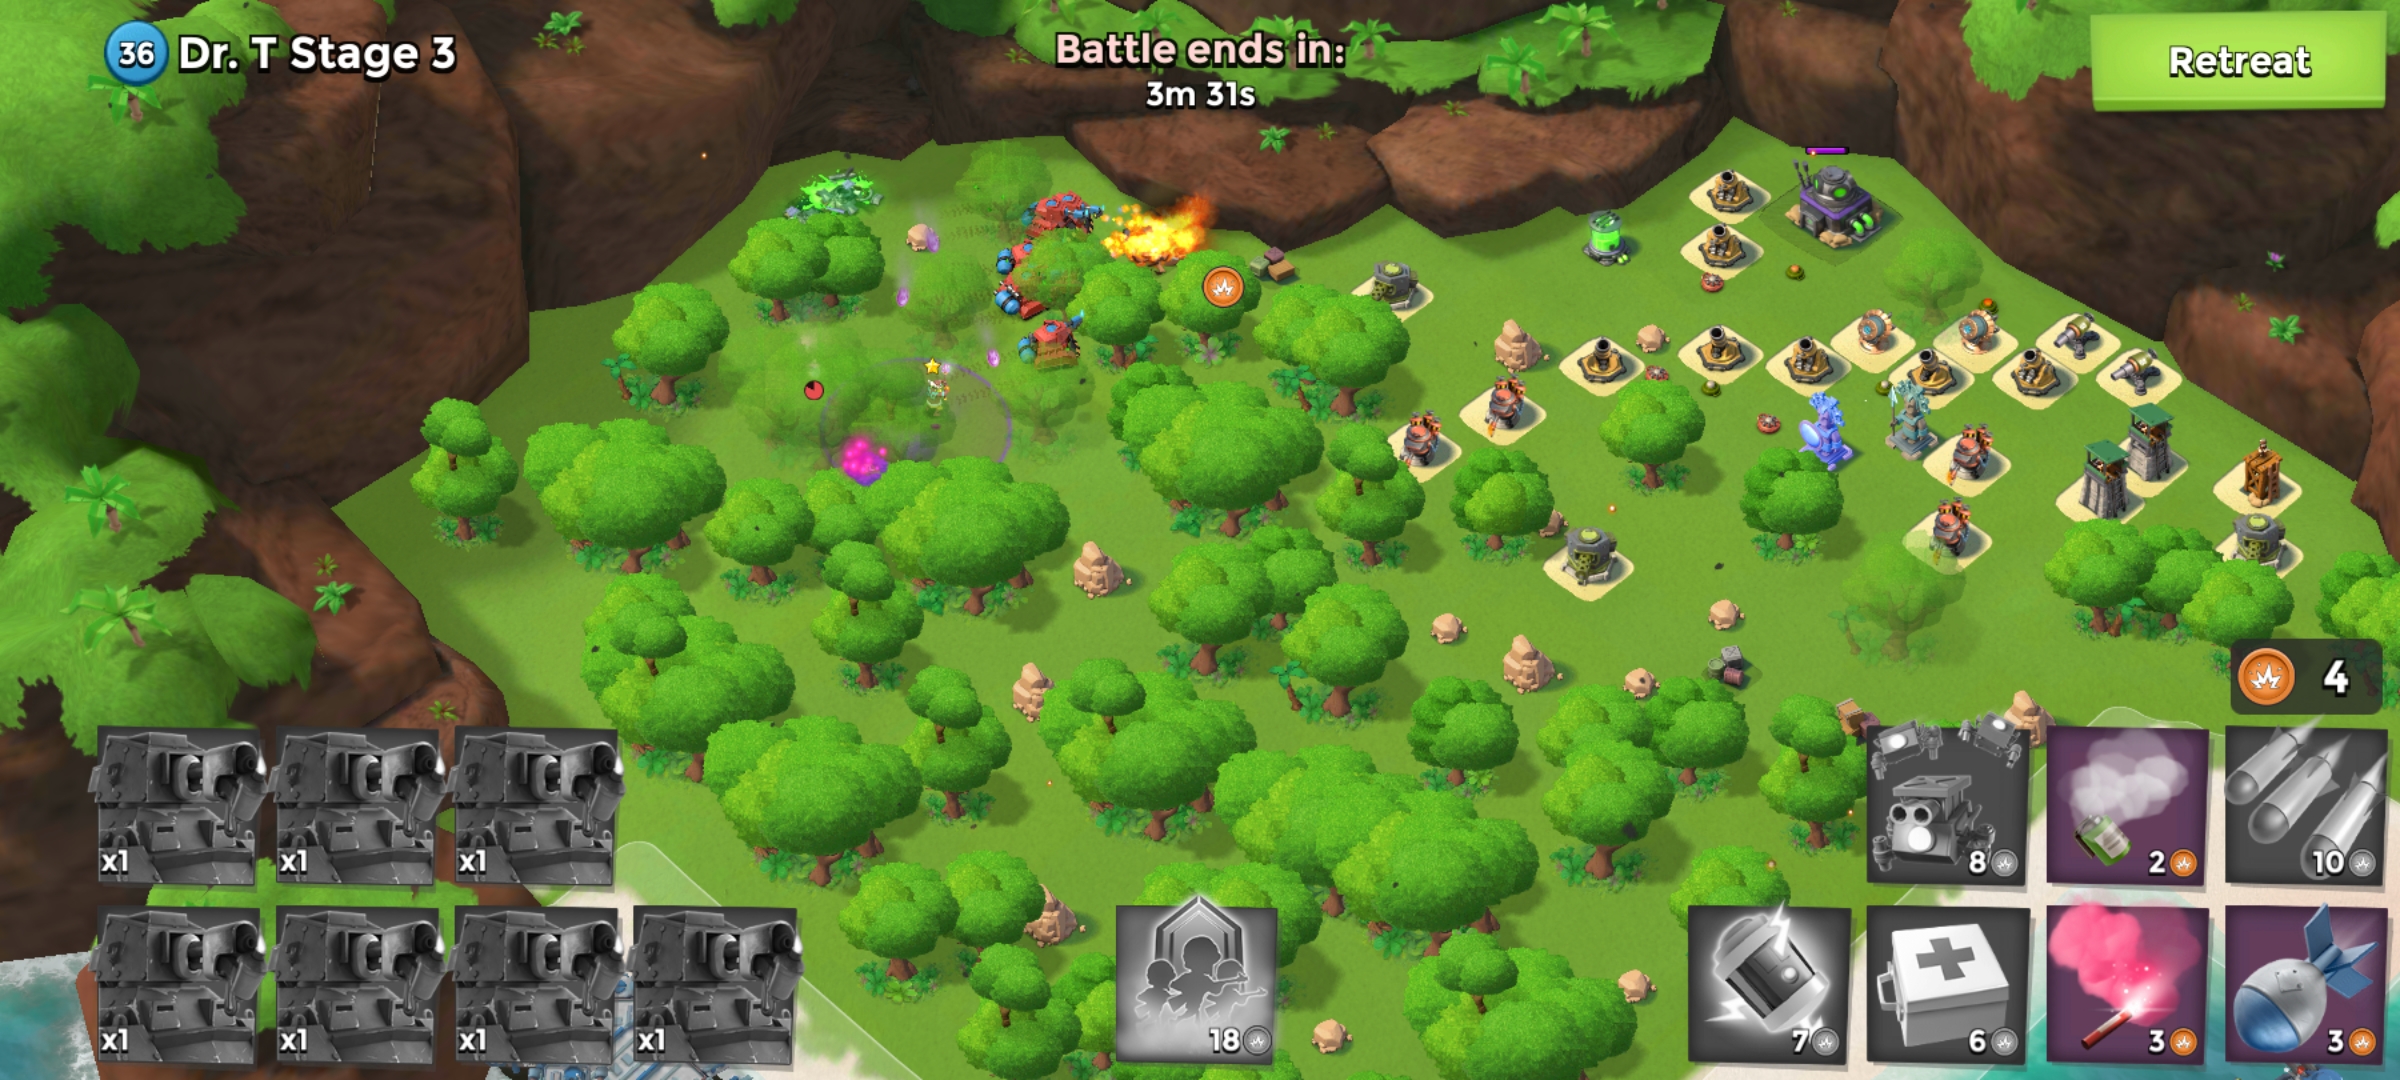 36 Dr. T Stage 3
Battle ends in:
3m 31s
Retreat
4
x1
x1
x1
8
2
10
x1
x1
x1
x1
18
7
6
3
3